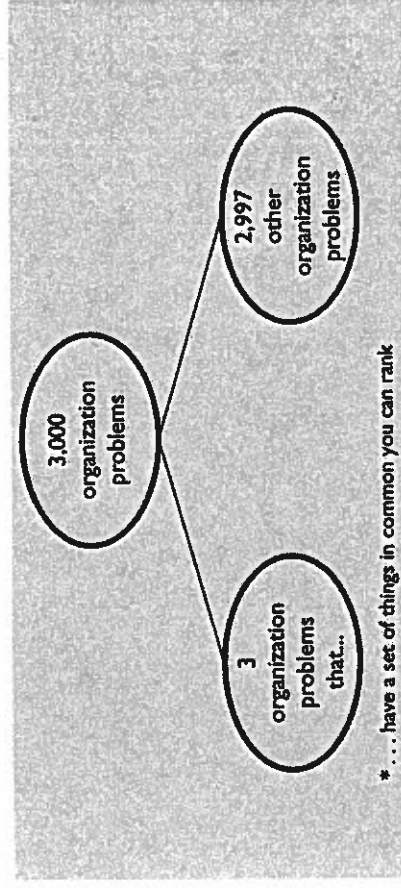 3,000
organization
problems
3
organization
problems
that...
2,997
other
organization
problems
* . . . have a set of things in common you can rank